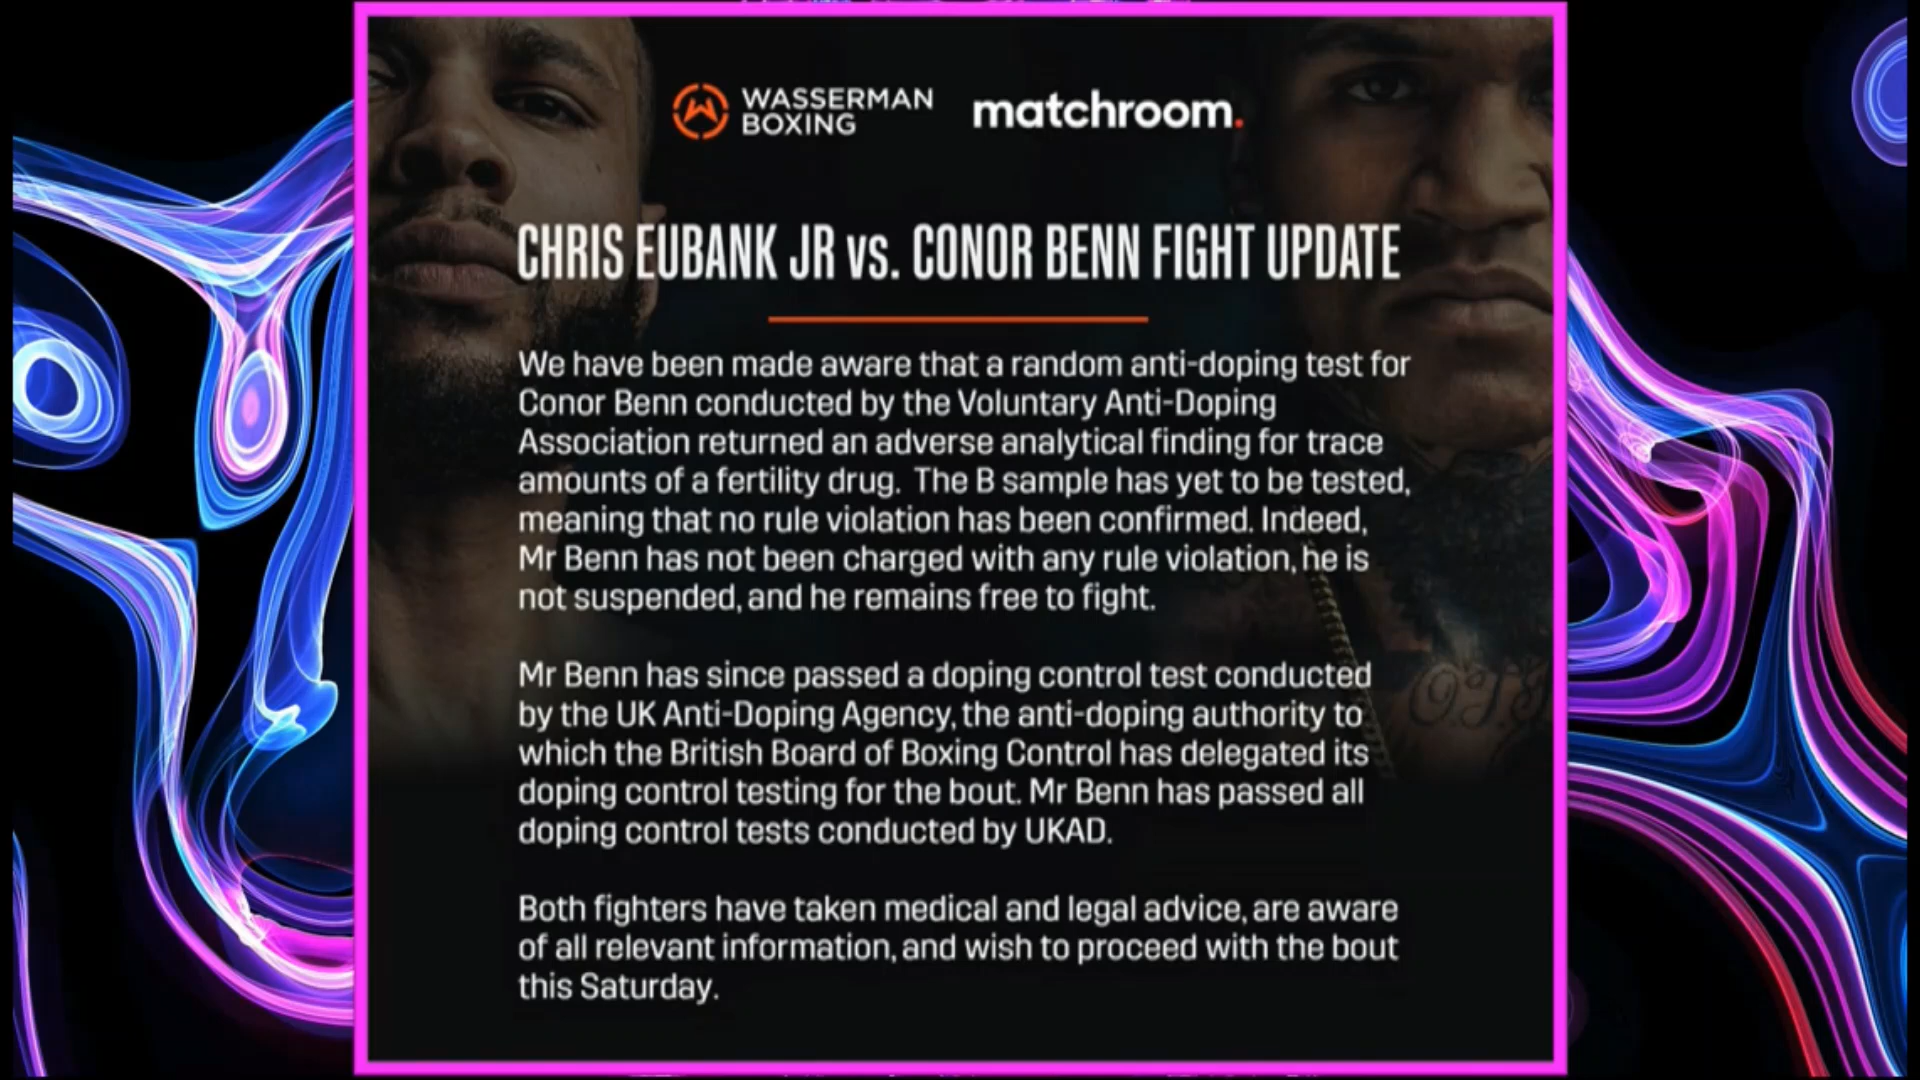 WASSERMAN
BOXING
matchroom.
CHRIS EUBANK JR vs. CONOR BENN FIGHT UPDATE
We have been made aware that a random anti-doping test for
Conor Benn conducted by the Voluntary Anti-Doping
Association returned an adverse analytical finding for trace
amounts of a fertility drug. The B sample has yet to be tested,
meaning that no rule violation has been confirmed. Indeed,
Mr Benn has not been charged with any rule violation, he is
not suspended, and he remains free to fight.
Mr Benn has since passed a doping control test conducted
by the UK Anti-Doping Agency, the anti-doping authority to
which the British Board of Boxing Control has delegated its
doping control testing for the bout. Mr Benn has passed all
doping control tests conducted by UKAD.
Both fighters have taken medical and legal advice, are aware
of all relevant information, and wish to proceed with the bout
this Saturday.